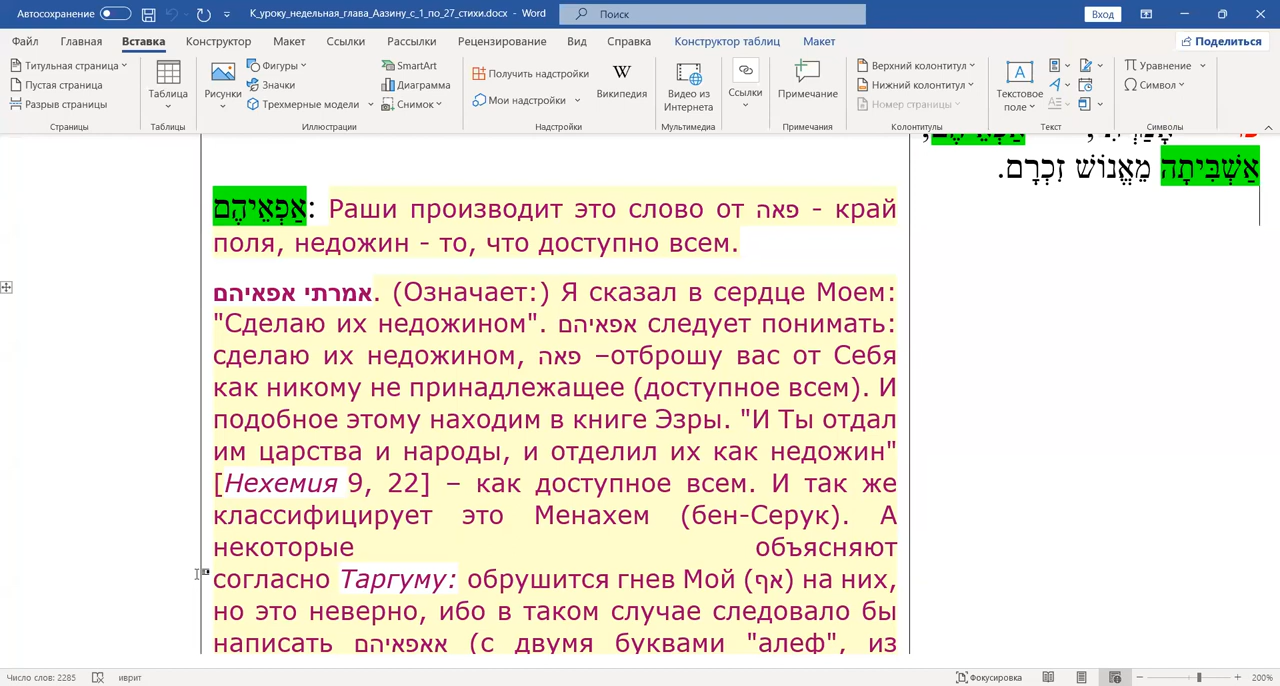 Автосохранение
К_уроку_недельная_глава_Аазину_с_1_по_27_стихи.docx - Word
Поиск
Вход
Файл Главная Вставка Конструктор Макет Ссылки Рассылки Рецензирование Вид Справка Конструктор таблиц Макет
Поделиться
Титульная страница
Пустая страница
Разрыв страницы
Страницы
Таблица
Таблицы
Рисунки
Фигуры
Значки
Трехмерные модели
SmartArt
Диаграмма
Снимок
Иллюстрации
Получить надстройки
Мои надстройки
W
Википедия
Надстройки
Видео из Интернета
Мультимедиа
Ссылки
Примечание
Примечания
Верхний колонтитул
Нижний колонтитул
Номер страницы
Колонтитулы
A
Текстовое поле
Текст
Уравнение
Символ
Символы
אַשְׁבִּיתָה מֵאֱנוֹשׁ זִכְרָם.
אַפְאֵיהֶם: Раши производит это слово от פאה - край
поля, недожин - то, что доступно всем.
אמרתי אפאיהם. (Означает:) Я сказал в сердце Моем:
"Сделаю их недожином". אפאיהם следует понимать:
сделаю их недожином, פאה –отброшу вас от Себя
как никому не принадлежащее (доступное всем). И
подобное этому находим в книге Эзры. "И Ты отдал
им царства и народы, и отделил их как недожин"
[Нехемия 9, 22] – как доступное всем. И так же
классифицирует это Менахем (бен-Серук). А
некоторые объясняют
согласно Таргуму: обрушится гнев Мой (אף) на них,
но это неверно, ибо в таком случае следовало бы
написать אאפאיהם (с двумя буквами "алеф", из
Число слов: 2285
иврит
Фокусировка
200%